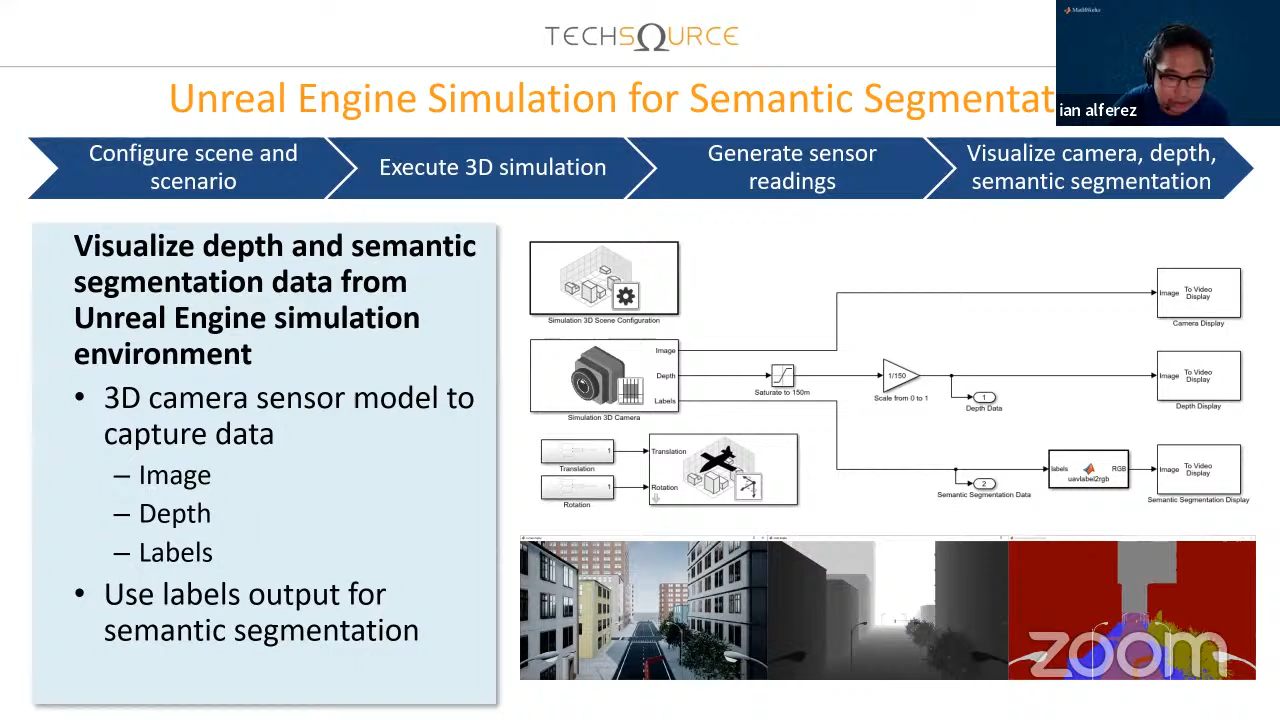 TECHSOURCE
MathWorks
Unreal Engine Simulation for Semantic Segmentat
ian alferez
Configure scene and
scenario
Execute 3D simulation
Generate sensor
readings
Visualize camera, depth,
semantic segmentation
Visualize depth and semantic
segmentation data from
Unreal Engine simulation
environment
• 3D camera sensor model to
capture data
– Image
– Depth
– Labels
• Use labels output for
semantic segmentation
Simulation 3D Scene Configuration
Image
Depth
Labels
Simulation 3D Camera
Saturate to 150m
1/150
Scale from 0 to 1
1
Depth Data
Image
To Video
Display
Camera Display
Image
To Video
Display
Depth Display
1
Translation
1
Rotation
Translation
Rotation
2
Semantic Segmentation Data
labels
RGB
uavlabel2rgb
Image
To Video
Display
Semantic Segmentation Display
zoom